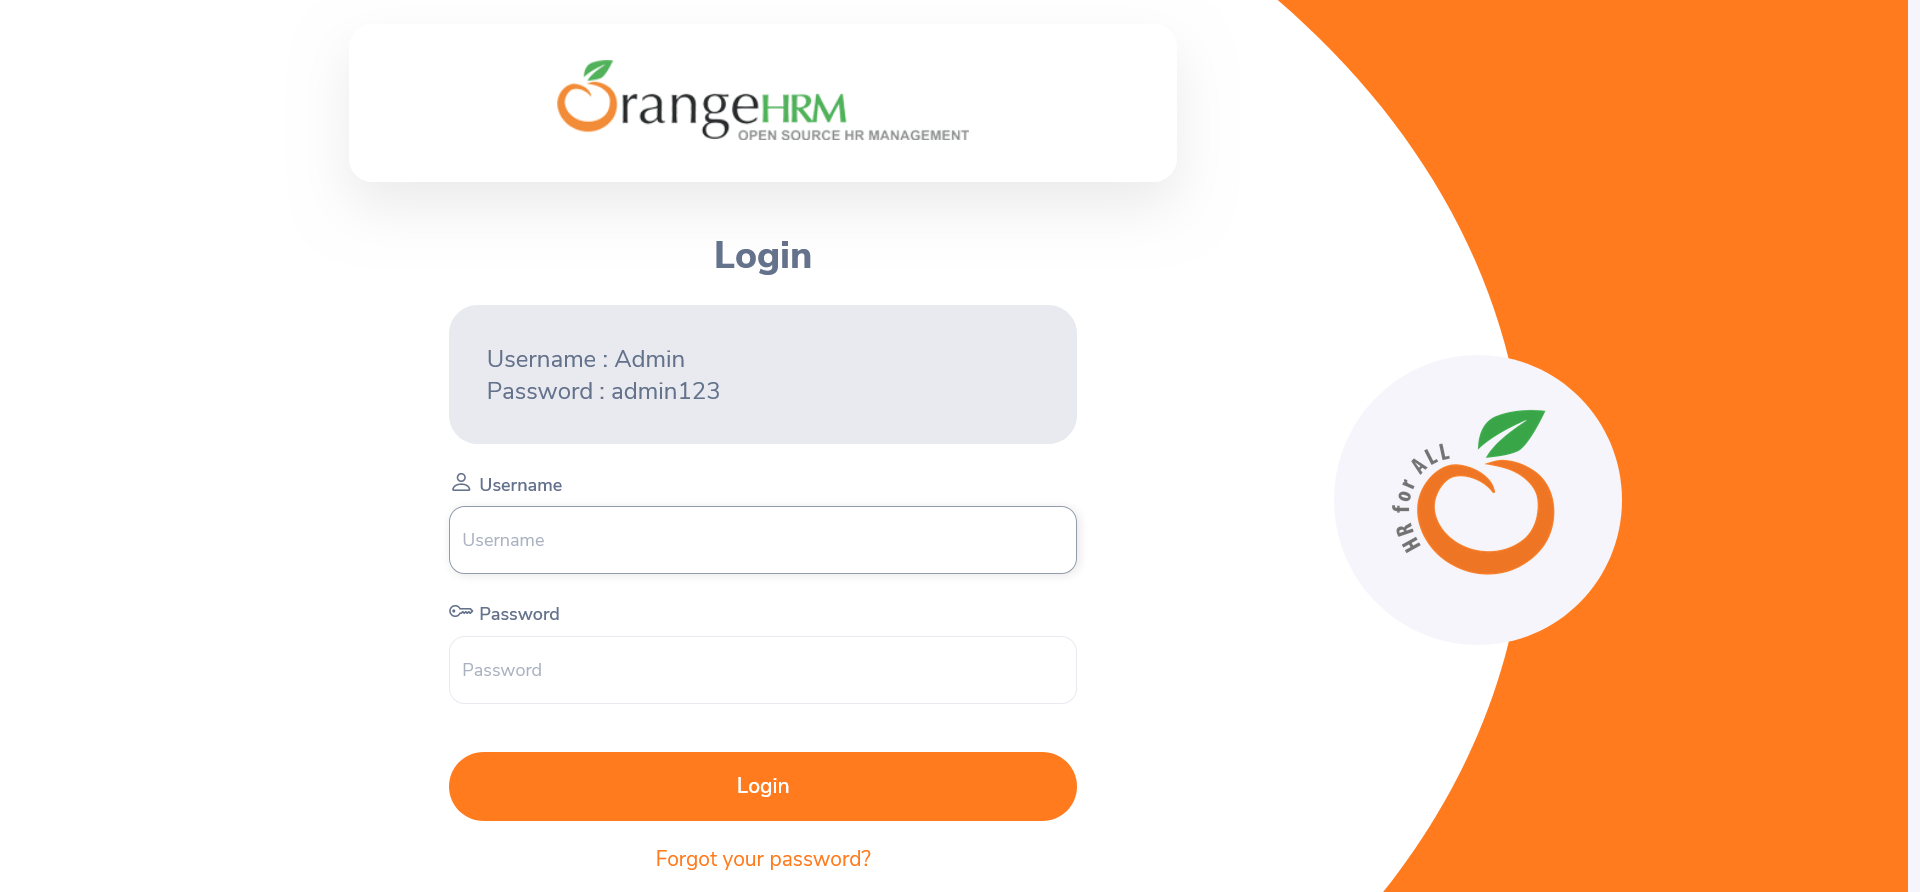 OrangeHRM
OPEN SOURCE HR MANAGEMENT
Login
Username : Admin
Password : admin123
Username
Username
Password
Password
Login
Forgot your password?
HR for ALL